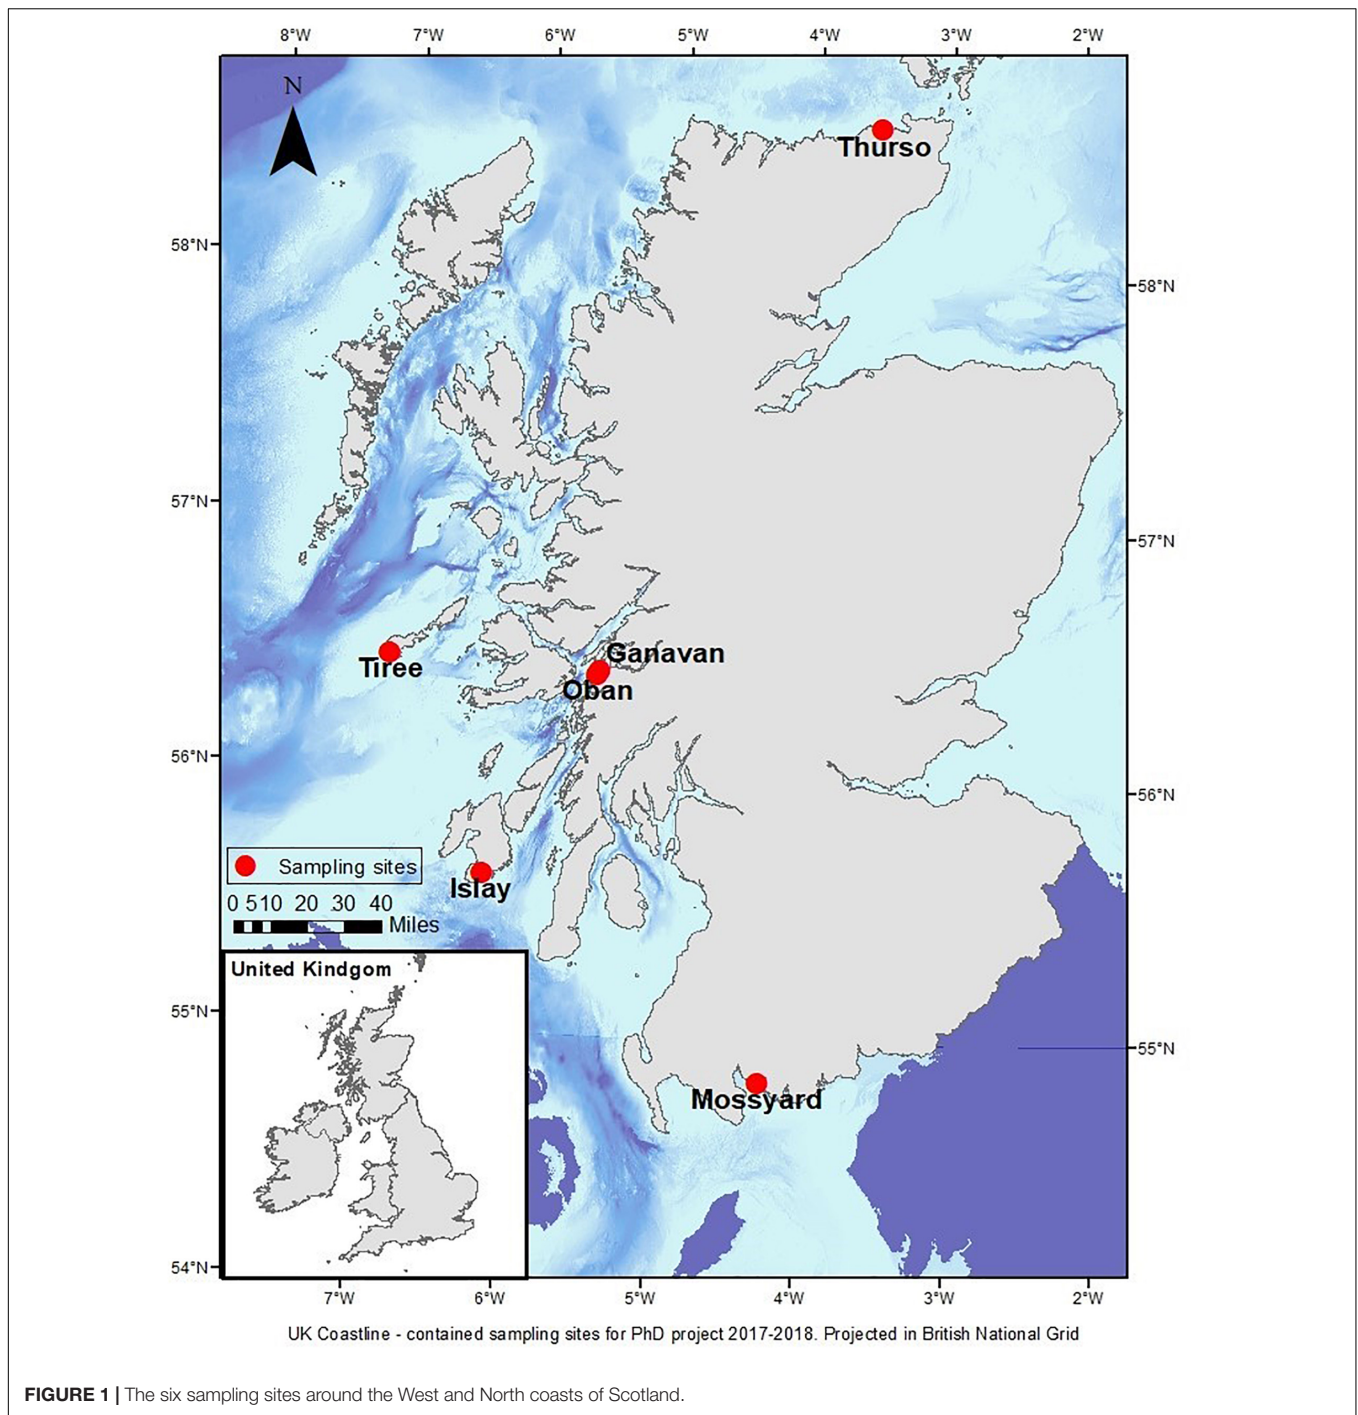 8°W 7°W 6°W 5°W 4°W 3°W 2°W
N
Thurso
58°N
58°N
57°N
57°N
Ganavan
Tiree
Oban
56°N
56°N
Sampling sites
Islay
0 5 10 20 30 40
Miles
United Kindgom
55°N
55°N
Mossyard
54°N
7°W 6°W 5°W 4°W 3°W 2°W
UK Coastline - contained sampling sites for PhD project 2017-2018. Projected in British National Grid
FIGURE 1 | The six sampling sites around the West and North coasts of Scotland.